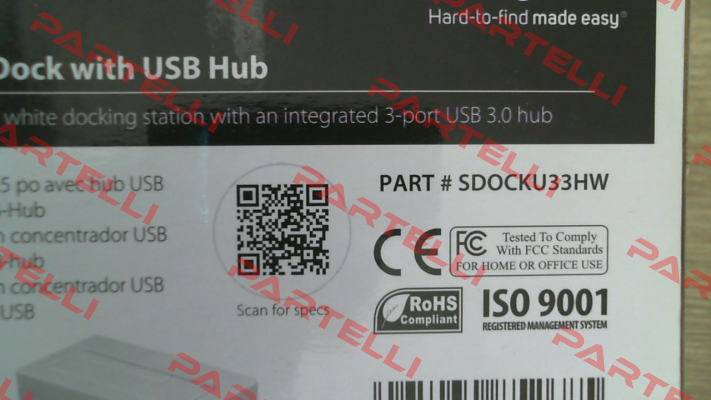 Hard-to-find made easy®
Dock with USB Hub
white docking station with an integrated 3-port USB 3.0 hub
5 po avec hub USB
-Hub
concentrador USB
-hub
concentrador USB
USB
Scan for specs
PART # SDOCKU33HW
CE
FC Tested To Comply
With FCC Standards
FOR HOME OR OFFICE USE
RoHS
Compliant
ISO 9001
REGISTERED MANAGEMENT SYSTEM
PARTELLI
PARTELLI
PARTELLI
PARTELLI
PARTELLI
PARTELLI